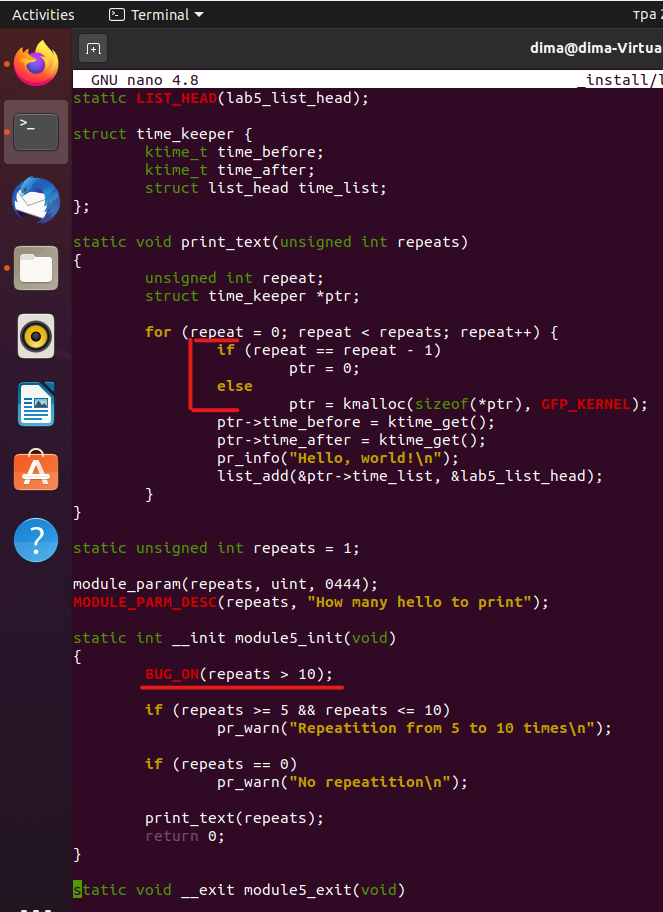 Activities
Terminal
тра 2
dima@dima-Virtua
GNU nano 4.8
_install/l
static LIST_HEAD(lab5_list_head);
struct time_keeper {
ktime_t time_before;
ktime_t time_after;
struct list_head time_list;
};
static void print_text(unsigned int repeats)
{
unsigned int repeat;
struct time_keeper *ptr;
for (repeat = 0; repeat < repeats; repeat++) {
if (repeat == repeat - 1)
ptr = 0;
else
ptr = kmalloc(sizeof(*ptr), GFP_KERNEL);
ptr->time_before = ktime_get();
ptr->time_after = ktime_get();
pr_info("Hello, world!\n");
list_add(&ptr->time_list, &lab5_list_head);
}
}
static unsigned int repeats = 1;
module_param(repeats, uint, 0444);
MODULE_PARM_DESC(repeats, "How many hello to print");
static int __init module5_init(void)
{
BUG_ON(repeats > 10);
if (repeats >= 5 && repeats <= 10)
pr_warn("Repeatition from 5 to 10 times\n");
if (repeats == 0)
pr_warn("No repeatition\n");
print_text(repeats);
return 0;
}
static void __exit module5_exit(void)